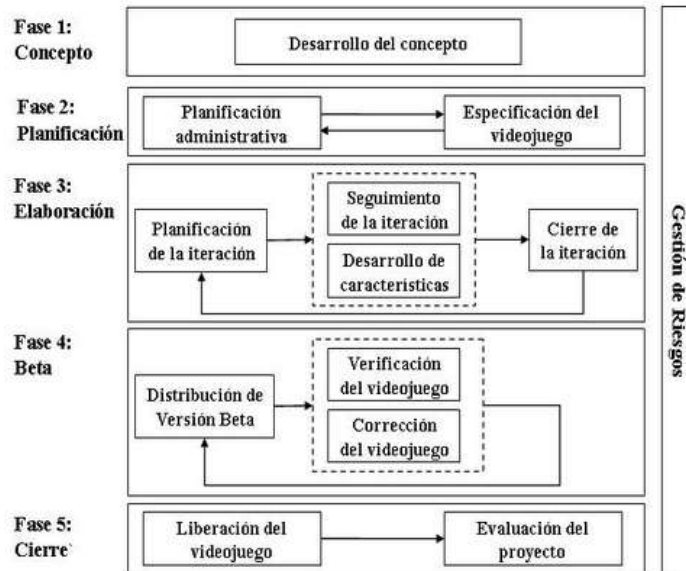 Fase 1:
Concepto
Desarrollo del concepto
Fase 2:
Planificación
Planificación
administrativa
Especificación del
videojuego
Fase 3:
Elaboración
Planificación
de la iteración
Seguimiento
de la iteración
Desarrollo de
características
Cierre de
la iteración
Fase 4:
Beta
Distribución de
Versión Beta
Verificación
del videojuego
Corrección
del videojuego
Fase 5:
Cierre
Liberación del
videojuego
Evaluación del
proyecto
Gestión de Riesgos